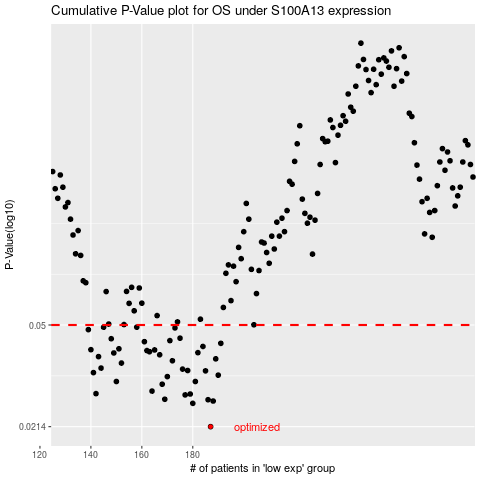 Cumulative P-Value plot for OS under S100A13 expression
P-Value(log10)
0.05
0.0214
optimized
120 140 160 180
# of patients in 'low exp' group